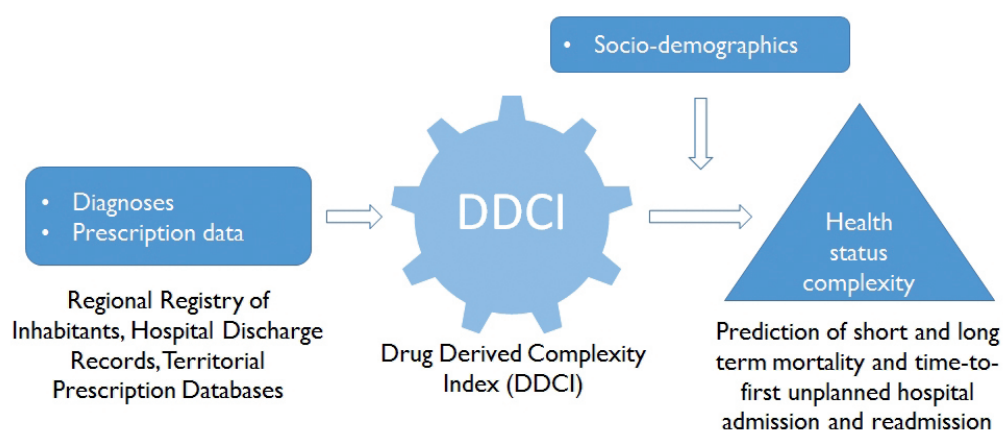 • Socio-demographics
• Diagnoses
• Prescription data
Regional Registry of
Inhabitants, Hospital Discharge
Records, Territorial
Prescription Databases
DDCI
Drug Derived Complexity
Index (DDCI)
Health
status
complexity
Prediction of short and long
term mortality and time-to-
first unplanned hospital
admission and readmission